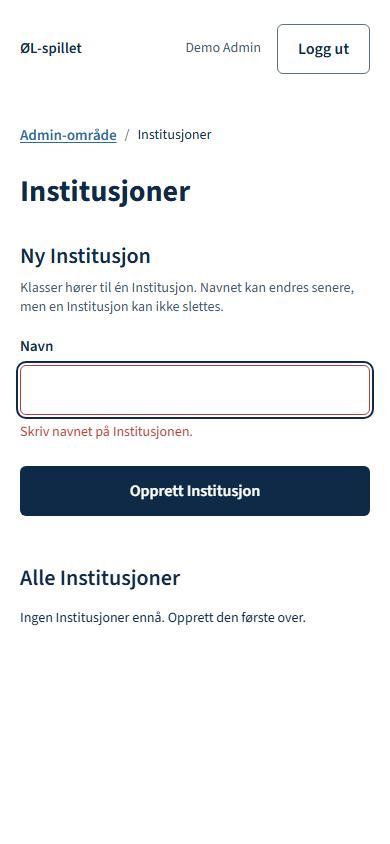 ØL-spillet
Demo Admin
Logg ut
Admin-område / Institusjoner
Institusjoner
Ny Institusjon
Klasser hører til én Institusjon. Navnet kan endres senere,
men en Institusjon kan ikke slettes.
Navn
Skriv navnet på Institusjonen.
Opprett Institusjon
Alle Institusjoner
Ingen Institusjoner ennå. Opprett den første over.